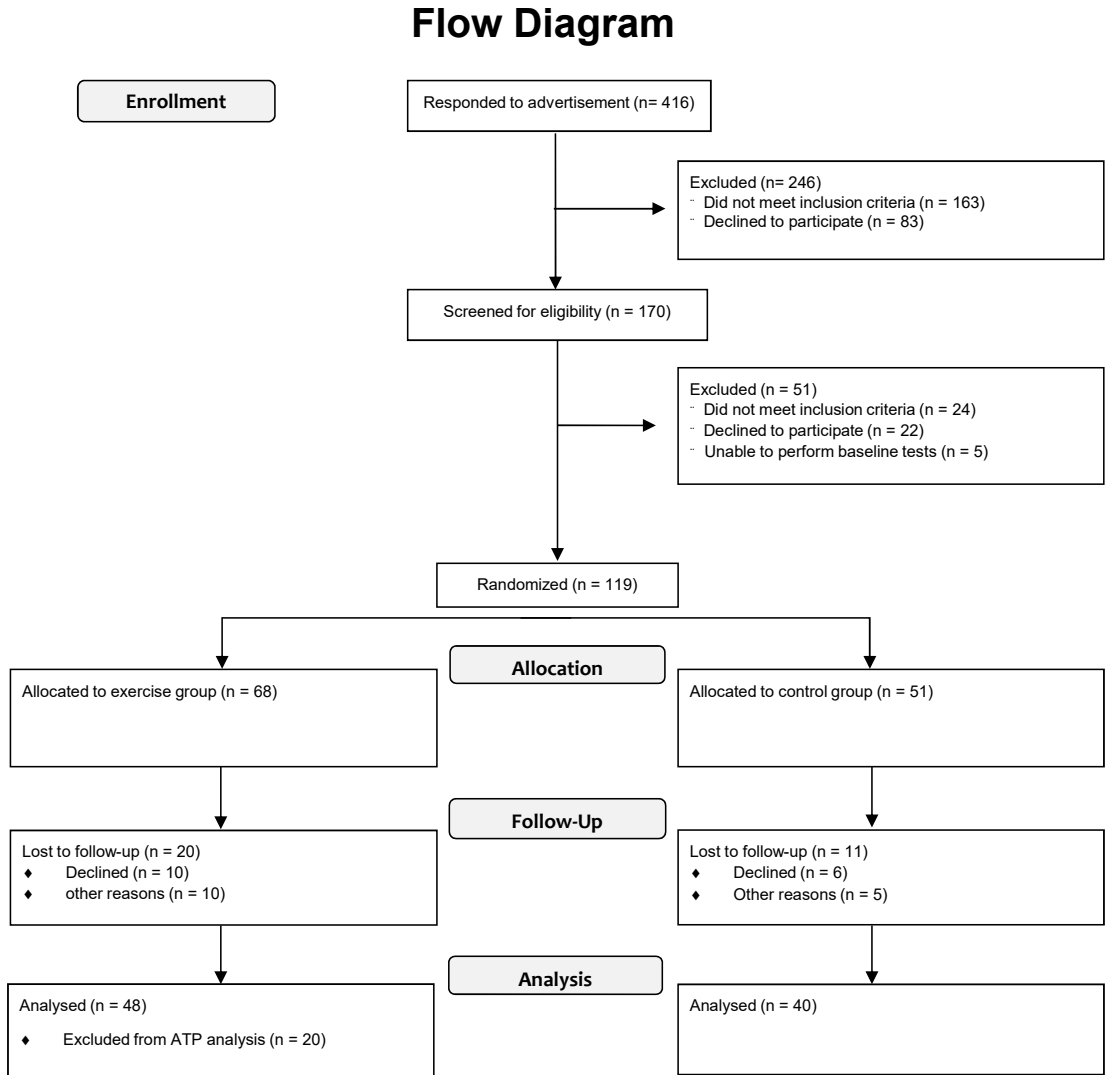 Flow Diagram
Enrollment
Responded to advertisement (n= 416)
Excluded (n= 246)
¨ Did not meet inclusion criteria (n = 163)
¨ Declined to participate (n = 83)
Screened for eligibility (n = 170)
Excluded (n = 51)
¨ Did not meet inclusion criteria (n = 24)
¨ Declined to participate (n = 22)
¨ Unable to perform baseline tests (n = 5)
Randomized (n = 119)
Allocation
Allocated to exercise group (n = 68)
Allocated to control group (n = 51)
Follow-Up
Lost to follow-up (n = 20)
♦ Declined (n = 10)
♦ other reasons (n = 10)
Lost to follow-up (n = 11)
♦ Declined (n = 6)
♦ Other reasons (n = 5)
Analysis
Analysed (n = 48)
♦ Excluded from ATP analysis (n = 20)
Analysed (n = 40)